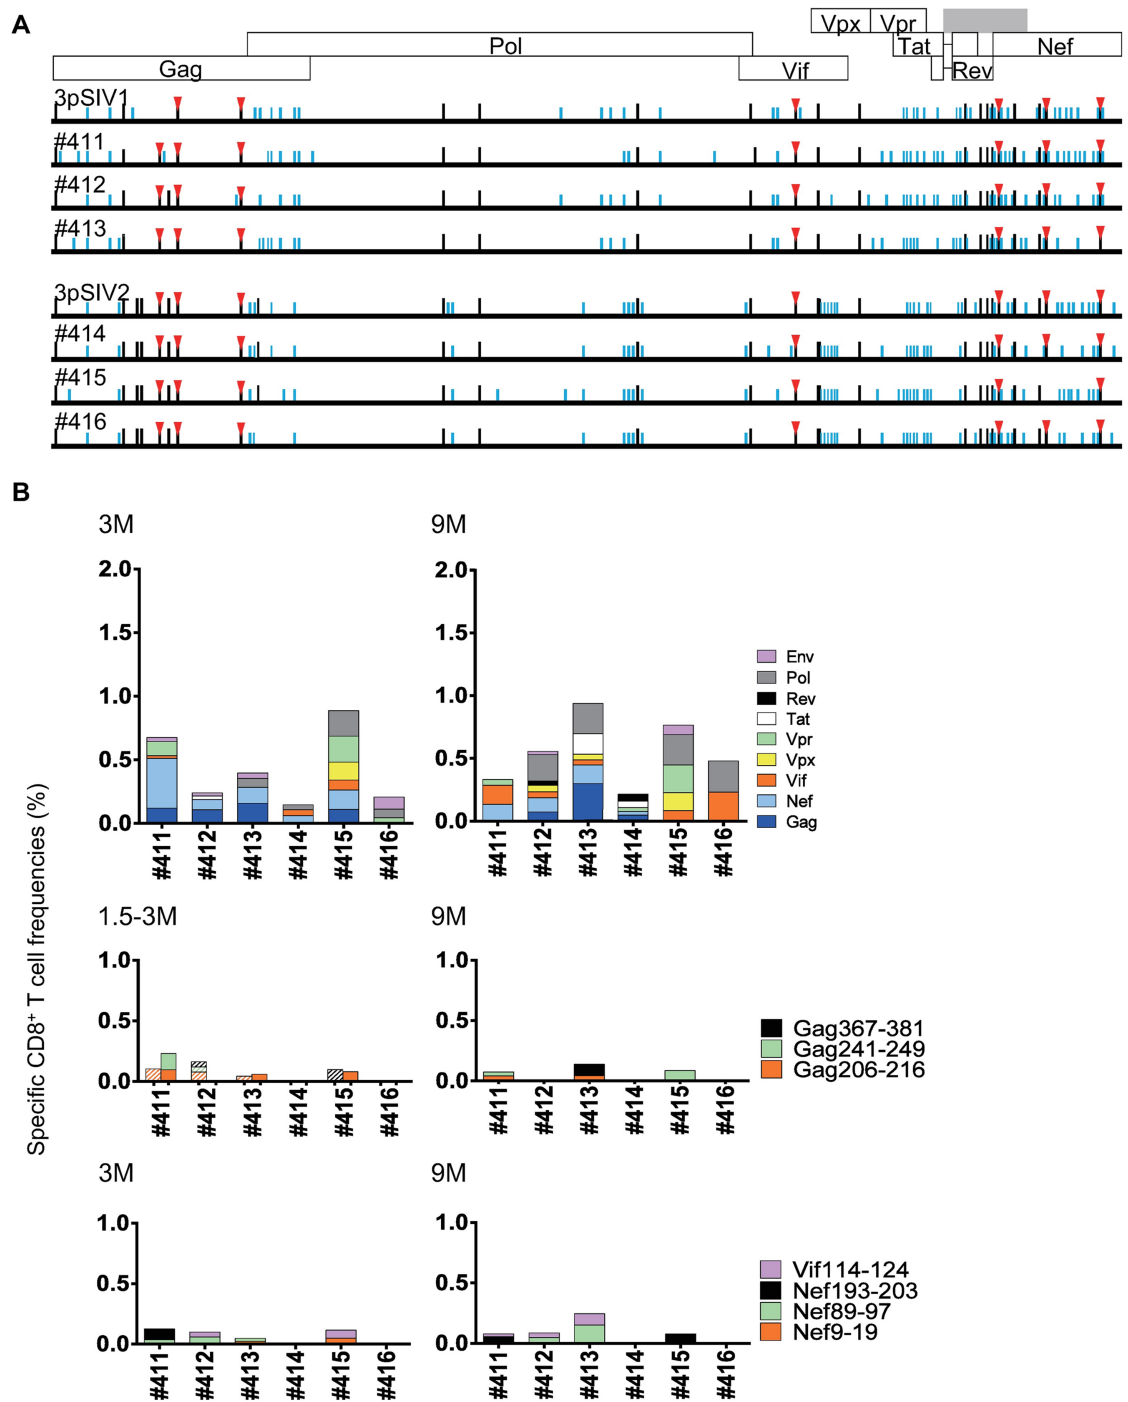 A
Vpx Vpr
Pol Tat Nef
Gag Vif Rev
3pSIV1
#411
#412
#413
3pSIV2
#414
#415
#416
B
3M 9M
2.0 2.0
1.5 1.5
1.0 1.0
0.5 0.5
0.0 0.0
#411 #412 #413 #414 #415 #416 #411 #412 #413 #414 #415 #416
Env
Pol
Rev
Tat
Vpr
Vpx
Vif
Nef
Gag
Specific CD8⁺ T cell frequencies (%)
1.5-3M 9M
1.0 1.0
0.5 0.5
0.0 0.0
#411 #412 #413 #414 #415 #416 #411 #412 #413 #414 #415 #416
Gag367-381
Gag241-249
Gag206-216
3M 9M
1.0 1.0
0.5 0.5
0.0 0.0
#411 #412 #413 #414 #415 #416 #411 #412 #413 #414 #415 #416
Vif114-124
Nef193-203
Nef89-97
Nef9-19